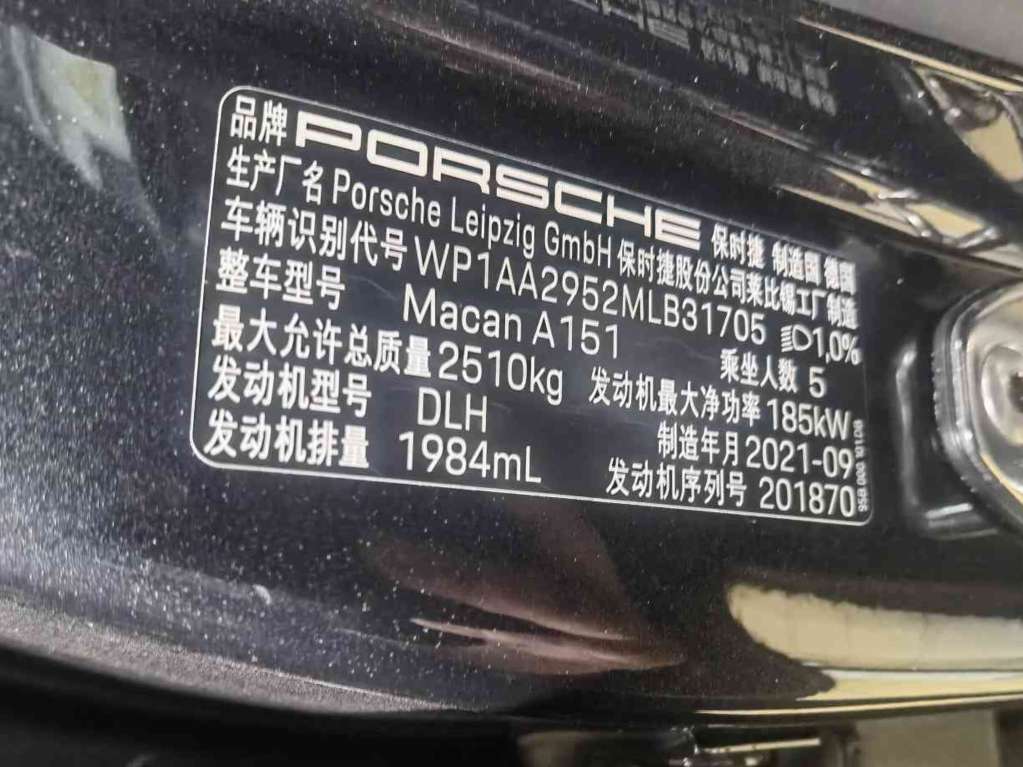 品牌 PORSCHE 保时捷 制造国 德国
生产厂名 Porsche Leipzig GmbH 保时捷股份公司莱比锡工厂制造
车辆识别代号 WP1AA2952MLB31705 1,0%
整车型号 Macan A151 乘坐人数 5
最大允许总质量 2510kg 发动机最大净功率 185kW
发动机型号 DLH 制造年月 2021-09
发动机排量 1984mL 发动机序列号 201870